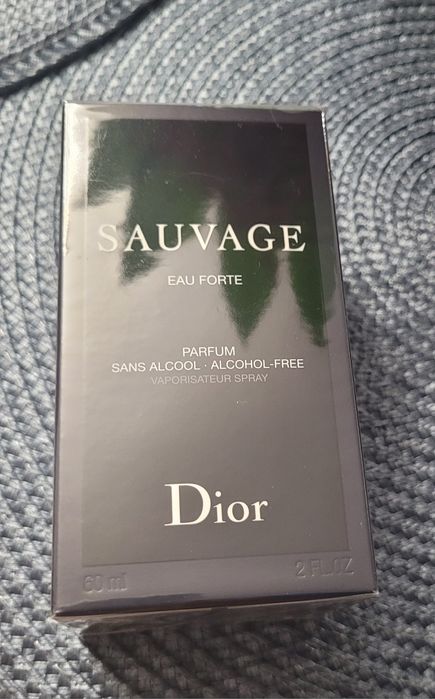 SAUVAGE
EAU FORTE
PARFUM
SANS ALCOOL · ALCOHOL-FREE
VAPORISATEUR SPRAY
Dior
60 ml 2 FL.OZ